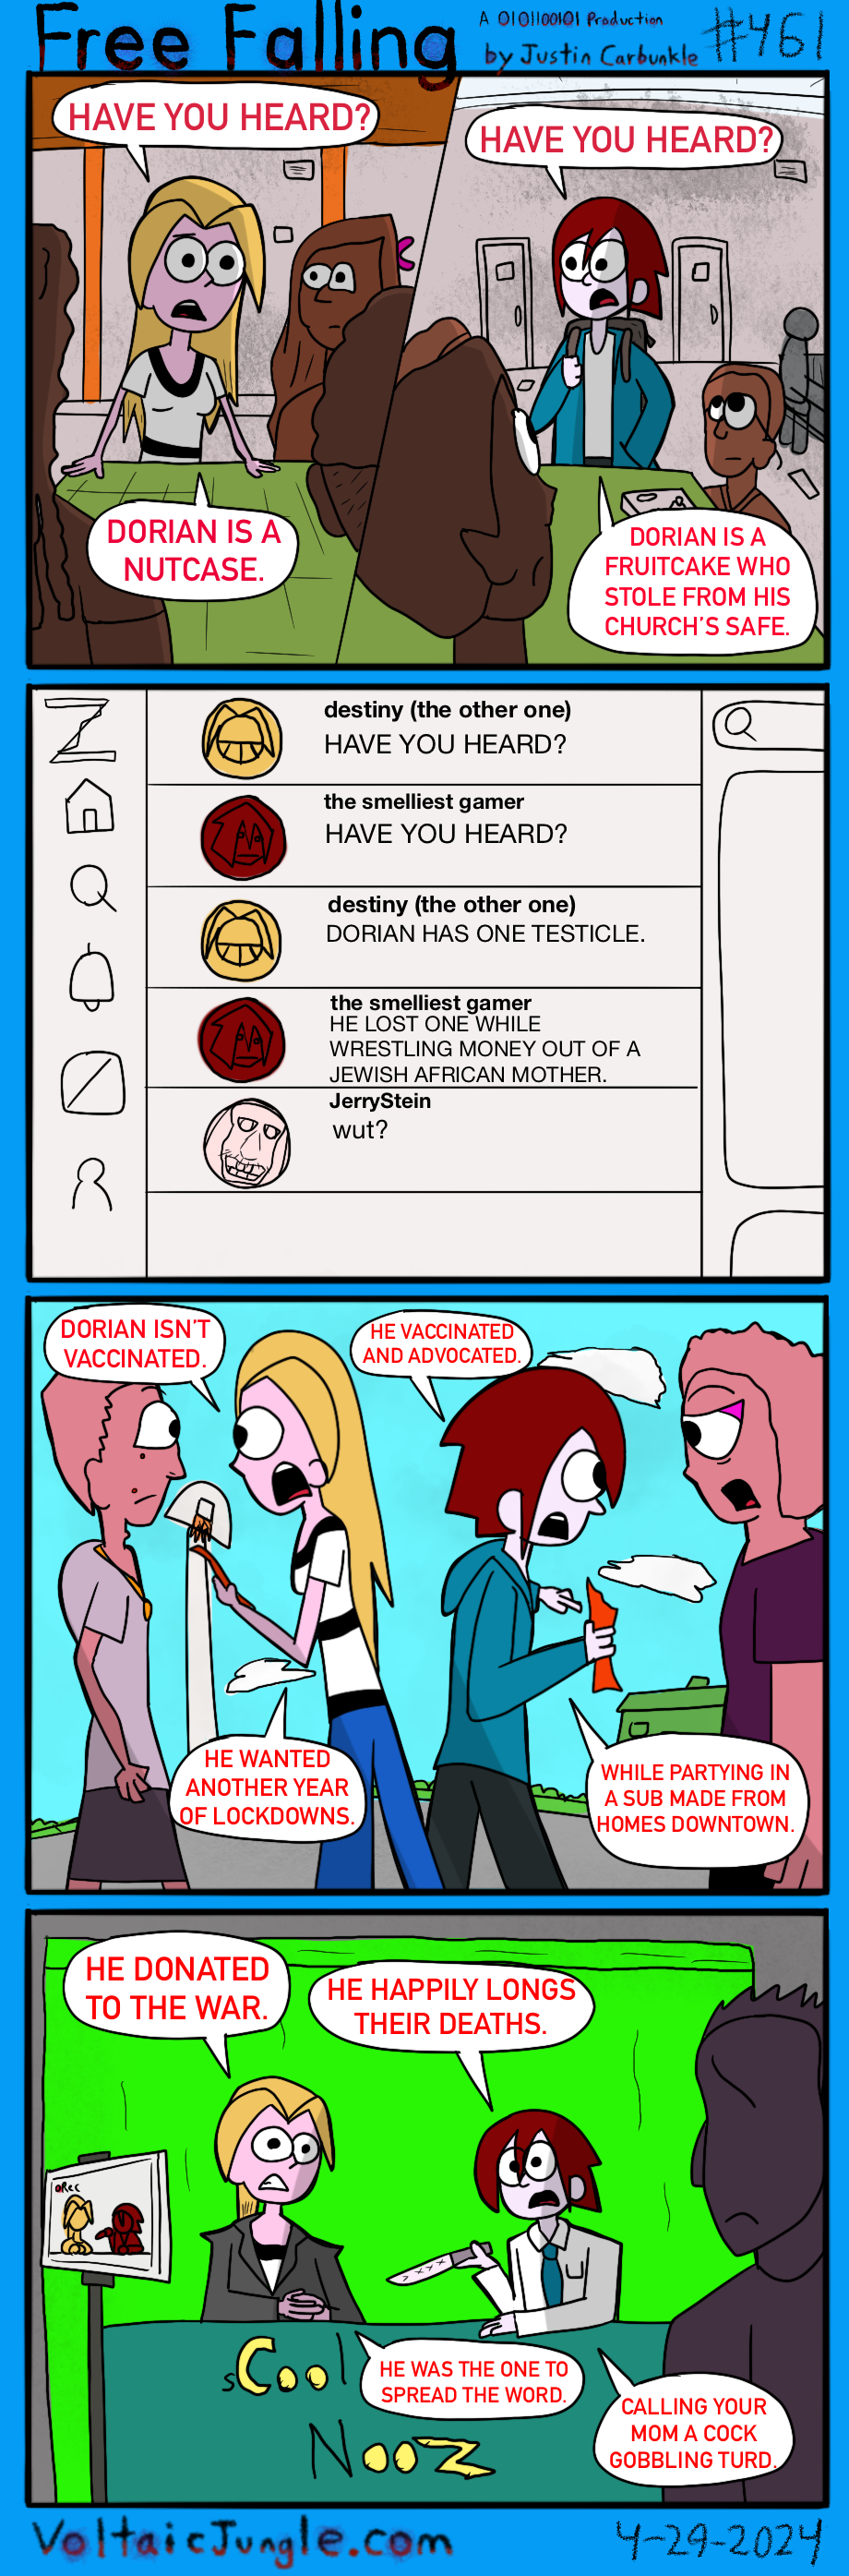 Free Falling
A 0101100101 Production
by Justin Carbunkle
#461
HAVE YOU HEARD?
DORIAN IS A
NUTCASE.
HAVE YOU HEARD?
DORIAN IS A
FRUITCAKE WHO
STOLE FROM HIS
CHURCH'S SAFE.
Z
destiny (the other one)
HAVE YOU HEARD?
the smelliest gamer
HAVE YOU HEARD?
destiny (the other one)
DORIAN HAS ONE TESTICLE.
the smelliest gamer
HE LOST ONE WHILE
WRESTLING MONEY OUT OF A
JEWISH AFRICAN MOTHER.
JerryStein
wut?
DORIAN ISN'T
VACCINATED.
HE WANTED
ANOTHER YEAR
OF LOCKDOWNS.
HE VACCINATED
AND ADVOCATED.
WHILE PARTYING IN
A SUB MADE FROM
HOMES DOWNTOWN.
HE DONATED
TO THE WAR.
HE HAPPILY LONGS
THEIR DEATHS.
Rec
HE WAS THE ONE TO
SPREAD THE WORD.
CALLING YOUR
MOM A COCK
GOBBLING TURD.
sCool
NooZ
VoltaicJungle.com
4-29-2024